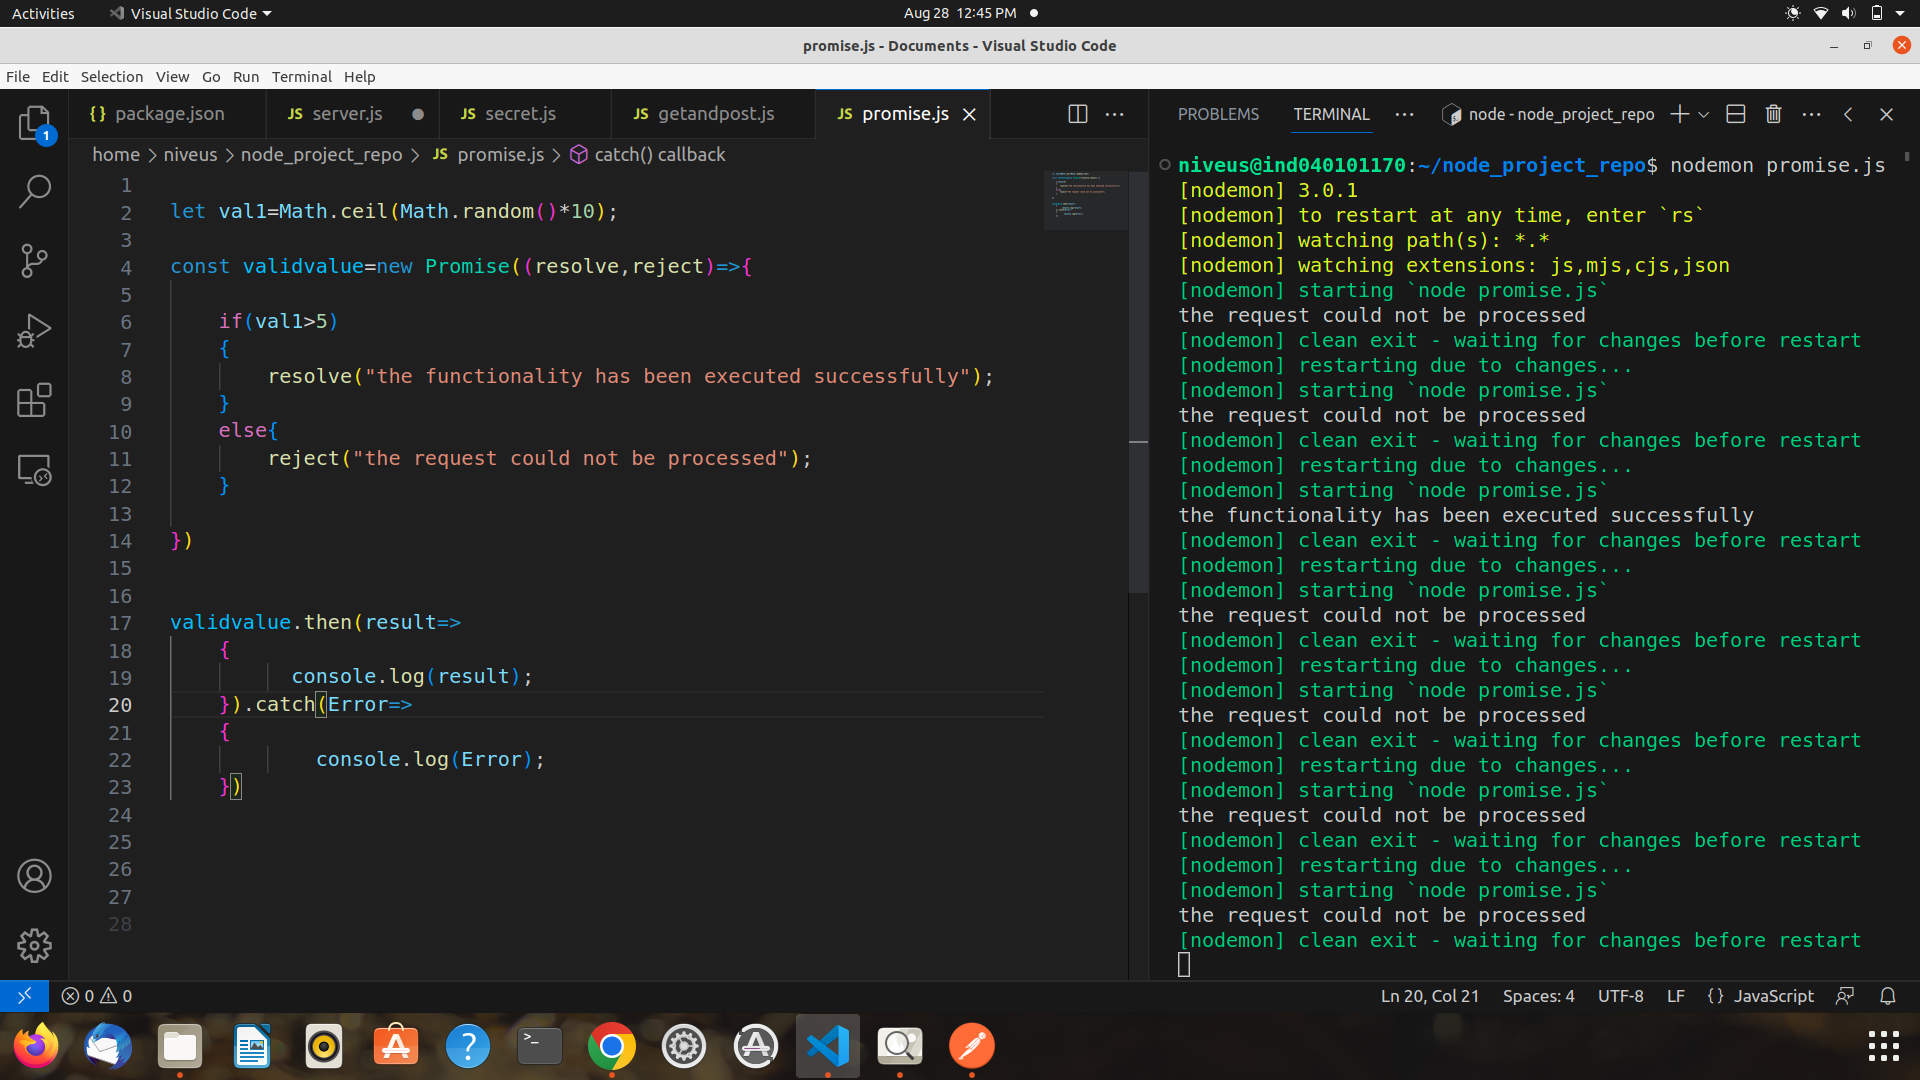 Activities Visual Studio Code Aug 28 12:45 PM
promise.js - Documents - Visual Studio Code
File Edit Selection View Go Run Terminal Help
{} package.json JS server.js JS secret.js JS getandpost.js JS promise.js
home > niveus > node_project_repo > JS promise.js > catch() callback
1
2 let val1=Math.ceil(Math.random()*10);
3
4 const validvalue=new Promise((resolve,reject)=>{
5
6 if(val1>5)
7 {
8 resolve("the functionality has been executed successfully");
9 }
10 else{
11 reject("the request could not be processed");
12 }
13
14 })
15
16
17 validvalue.then(result=>
18 {
19 console.log(result);
20 }).catch(Error=>
21 {
22 console.log(Error);
23 })
24
25
26
27
28
PROBLEMS TERMINAL ··· node - node_project_repo
niveus@ind040101170:~/node_project_repo$ nodemon promise.js
[nodemon] 3.0.1
[nodemon] to restart at any time, enter `rs`
[nodemon] watching path(s): *.*
[nodemon] watching extensions: js,mjs,cjs,json
[nodemon] starting `node promise.js`
the request could not be processed
[nodemon] clean exit - waiting for changes before restart
[nodemon] restarting due to changes...
[nodemon] starting `node promise.js`
the request could not be processed
[nodemon] clean exit - waiting for changes before restart
[nodemon] restarting due to changes...
[nodemon] starting `node promise.js`
the functionality has been executed successfully
[nodemon] clean exit - waiting for changes before restart
[nodemon] restarting due to changes...
[nodemon] starting `node promise.js`
the request could not be processed
[nodemon] clean exit - waiting for changes before restart
[nodemon] restarting due to changes...
[nodemon] starting `node promise.js`
the request could not be processed
[nodemon] clean exit - waiting for changes before restart
[nodemon] restarting due to changes...
[nodemon] starting `node promise.js`
the request could not be processed
[nodemon] clean exit - waiting for changes before restart
[nodemon] restarting due to changes...
[nodemon] starting `node promise.js`
the request could not be processed
[nodemon] clean exit - waiting for changes before restart
0 0 Ln 20, Col 21 Spaces: 4 UTF-8 LF {} JavaScript